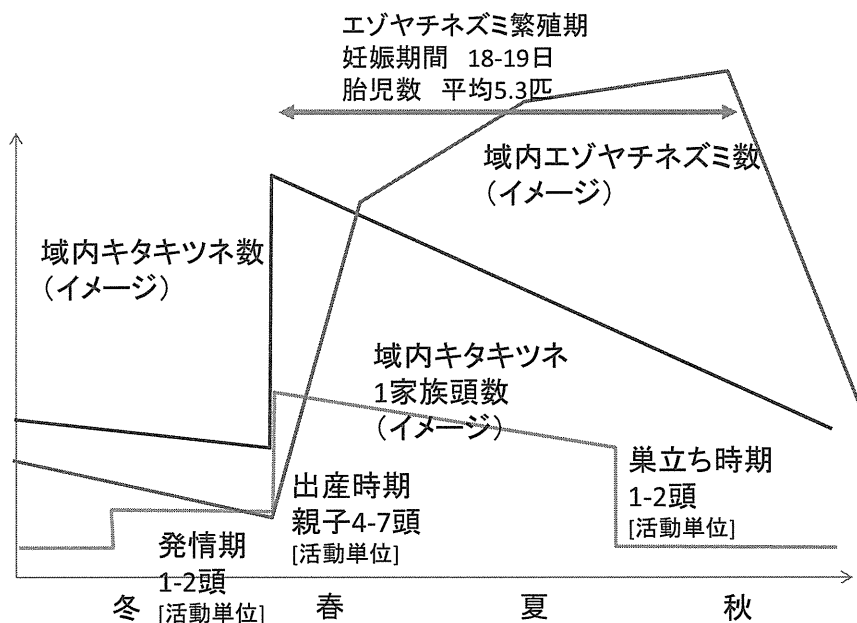 エゾヤチネズミ繁殖期
妊娠期間 18-19日
胎児数 平均5.3匹
域内エゾヤチネズミ数
（イメージ）
域内キタキツネ数
（イメージ）
域内キタキツネ
1家族頭数
（イメージ）
出産時期
親子4-7頭
[活動単位]
巣立ち時期
1-2頭
[活動単位]
発情期
1-2頭
[活動単位]
冬 春 夏 秋